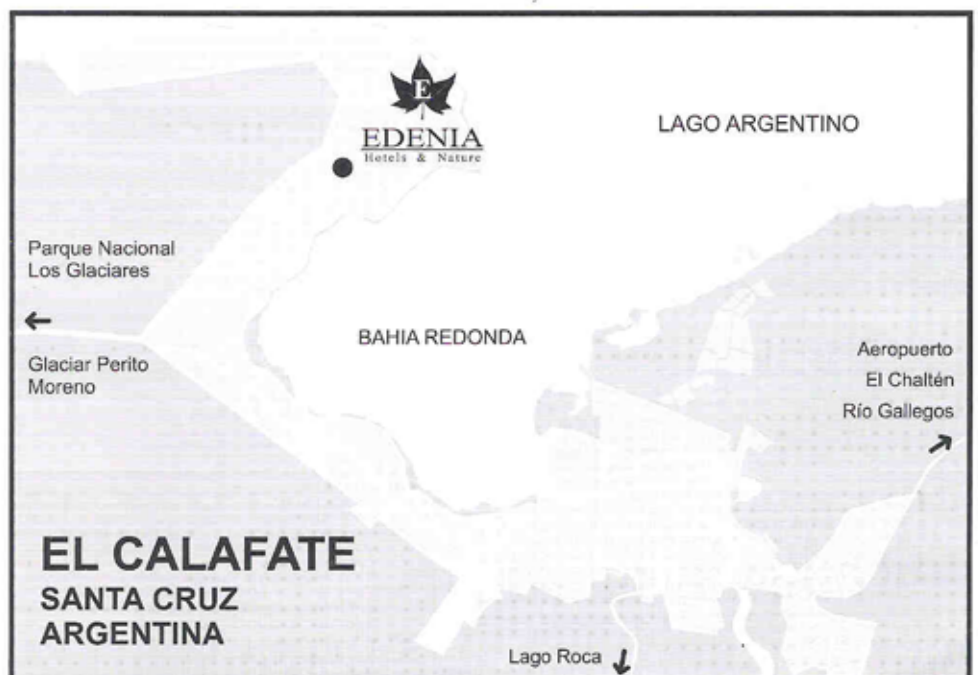 E
EDENIA
Hotels & Nature
LAGO ARGENTINO
Parque Nacional
Los Glaciares
BAHIA REDONDA
Glaciar Perito
Moreno
Aeropuerto
El Chaltén
Río Gallegos
EL CALAFATE
SANTA CRUZ
ARGENTINA
Lago Roca